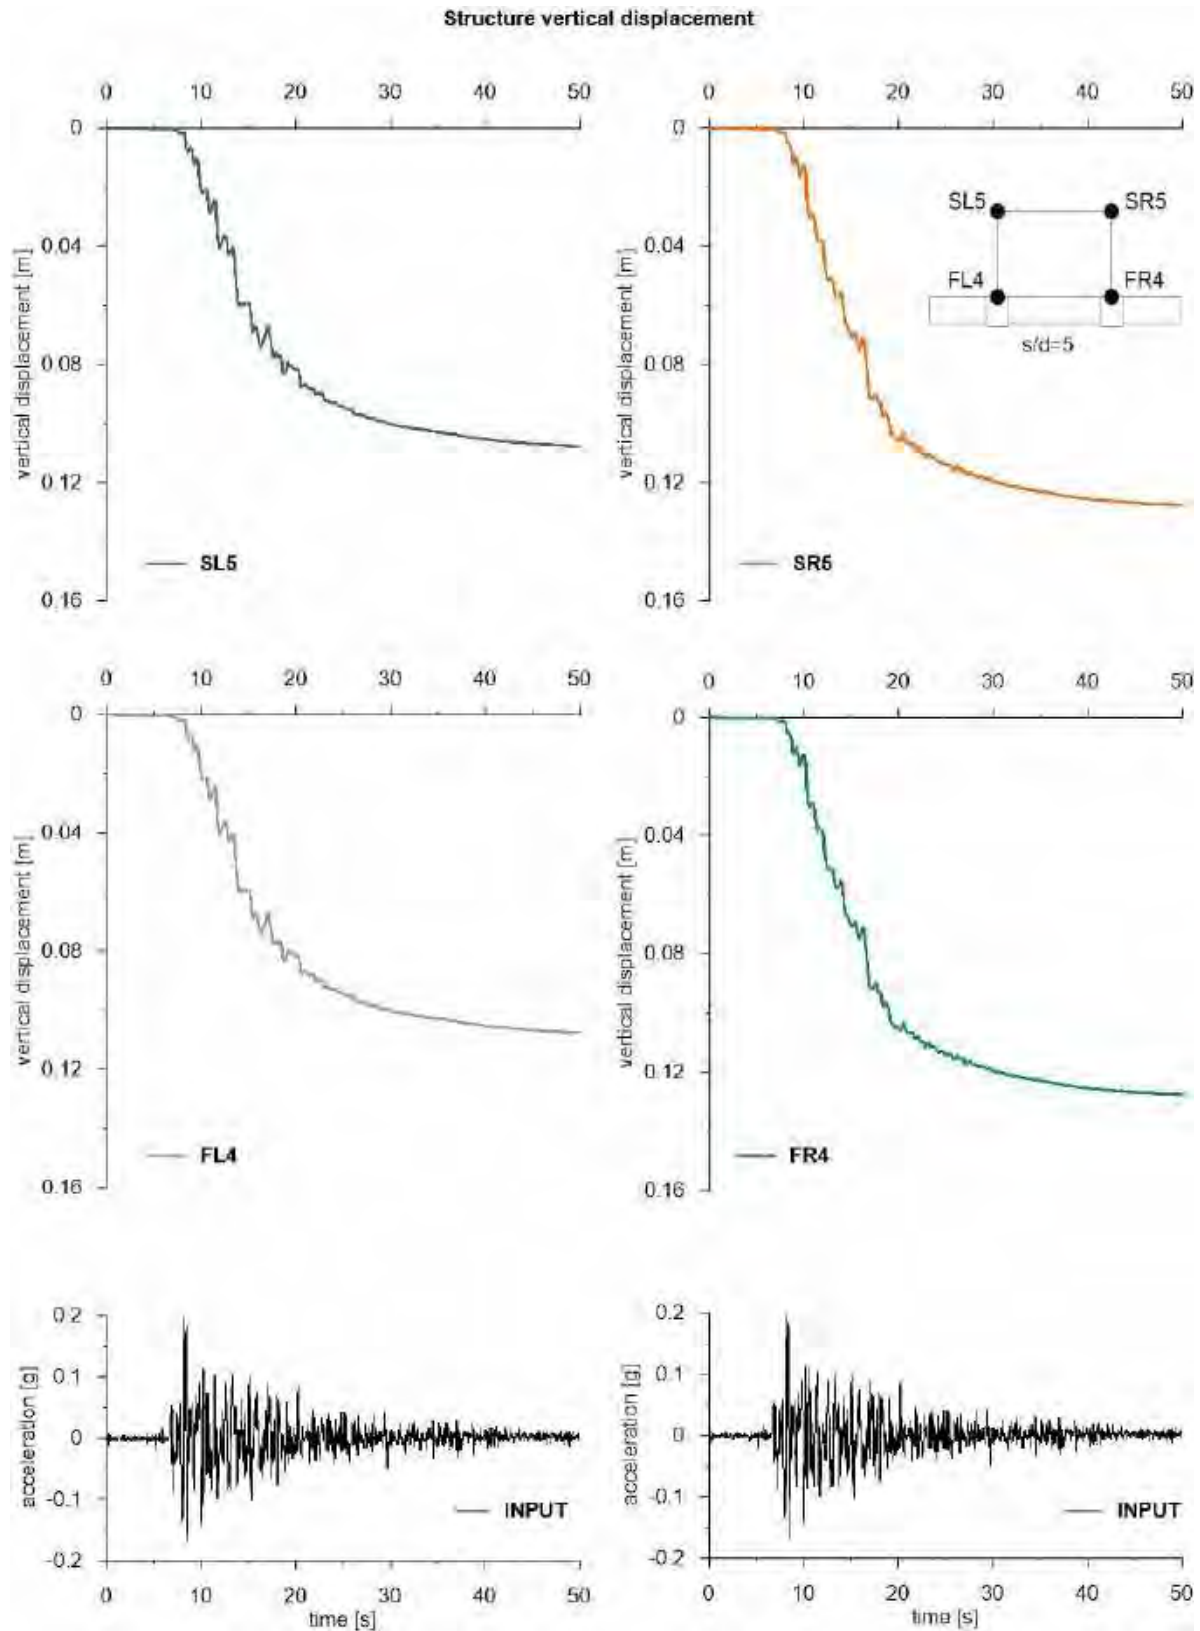 Structure vertical displacement
0 10 20 30 40 50
0
0.04
0.08
0.12
0.16
vertical displacement [m]
SL5
0 10 20 30 40 50
0
0.04
0.08
0.12
0.16
vertical displacement [m]
SL5 SR5
FL4 FR4
s/d=5
SR5
0 10 20 30 40 50
0
0.04
0.08
0.12
0.16
vertical displacement [m]
FL4
0 10 20 30 40 50
0
0.04
0.08
0.12
0.16
vertical displacement [m]
FR4
0.2
0.1
0
-0.1
-0.2
acceleration [g]
INPUT
0 10 20 30 40 50
time [s]
0.2
0.1
0
-0.1
-0.2
acceleration [g]
INPUT
0 10 20 30 40 50
time [s]